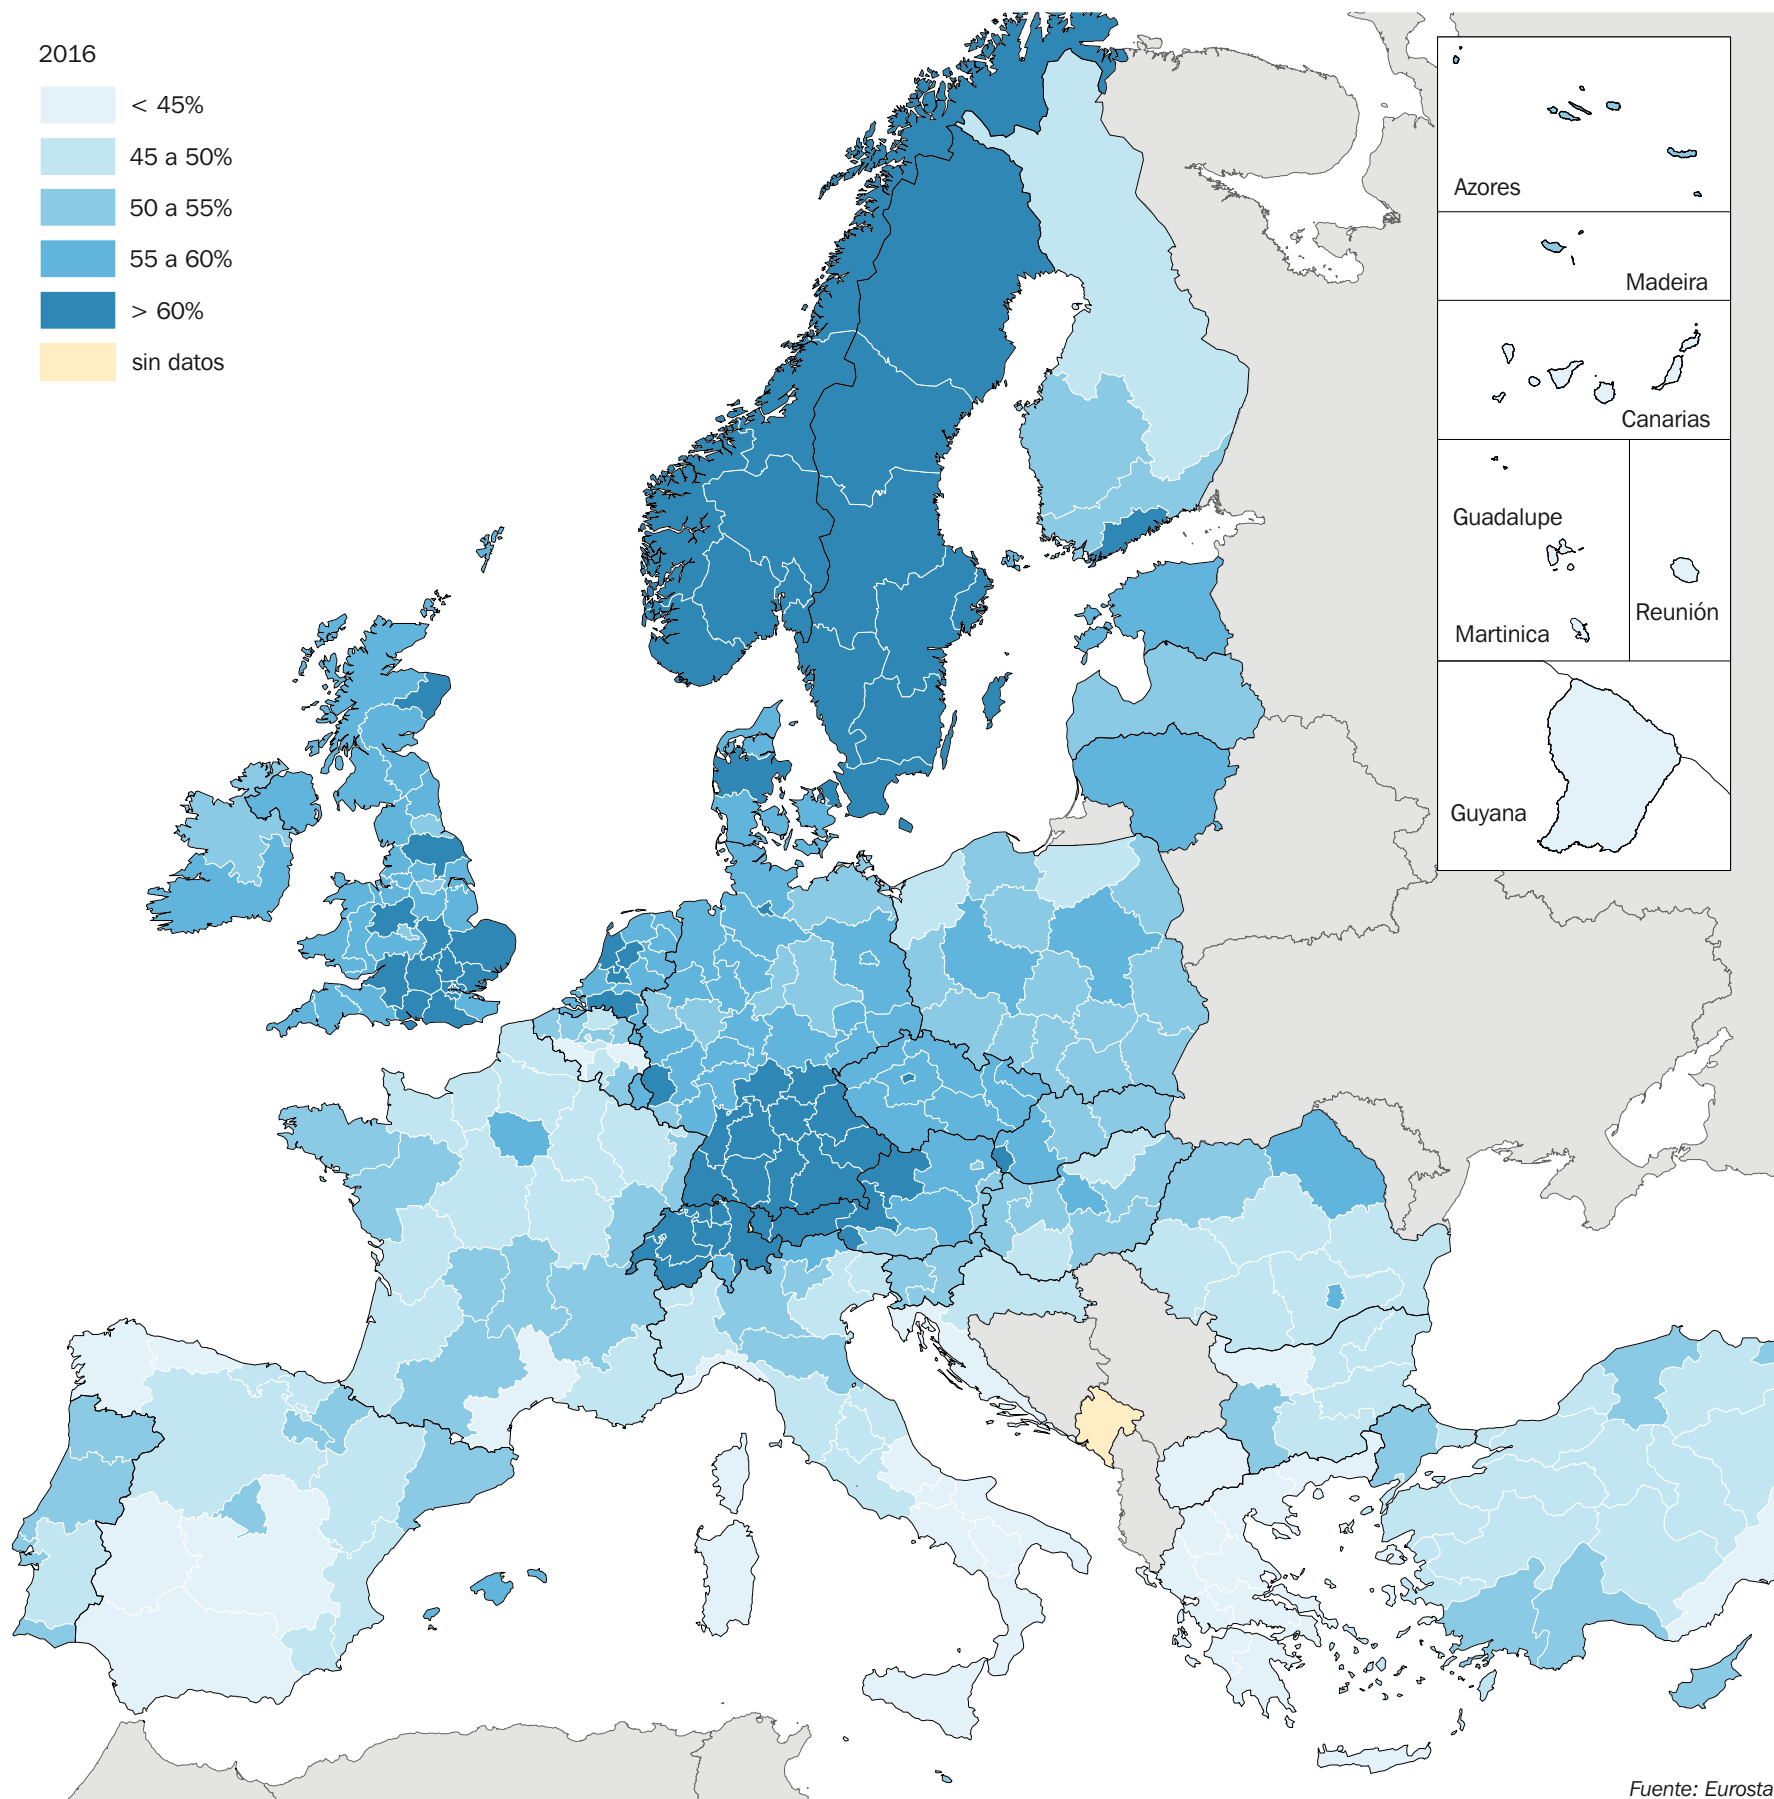 2016
< 45%
45 a 50%
50 a 55%
55 a 60%
> 60%
sin datos
Azores
Madeira
Canarias
Guadalupe
Martinica
Reunión
Guyana
Fuente: Eurosta